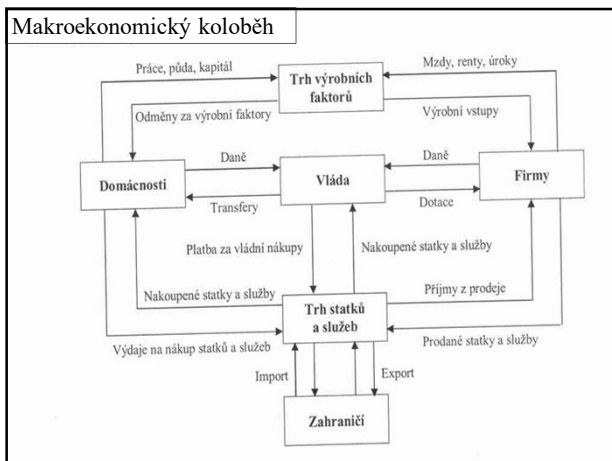 Makroekonomický koloběh
Práce, půda, kapitál
Trh výrobních
faktorů
Mzdy, renty, úroky
Odměny za výrobní faktory
Výrobní vstupy
Daně
Daně
Domácnosti
Vláda
Firmy
Transfery
Dotace
Platba za vládní nákupy
Nakoupené statky a služby
Nakoupené statky a služby
Příjmy z prodeje
Trh statků
a služeb
Výdaje na nákup statků a služeb
Prodané statky a služby
Import
Export
Zahraničí